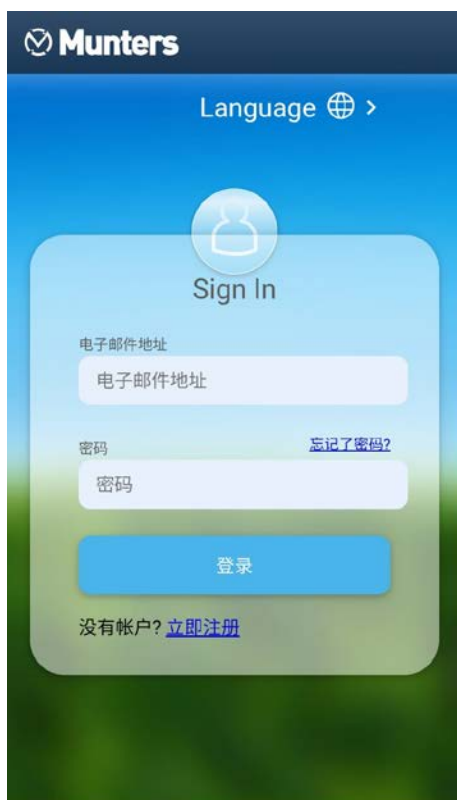 Munters
Language >
Sign In
电子邮件地址
电子邮件地址
密码 忘记了密码?
密码
登录
没有帐户? 立即注册